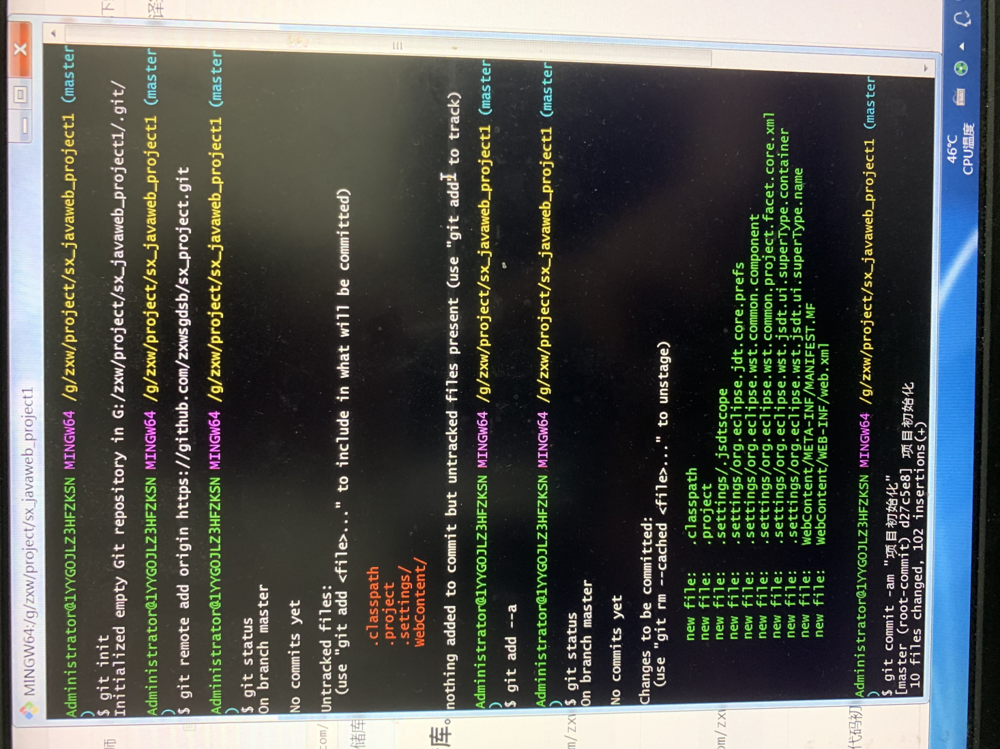 MINGW64:/g/zxw/project/sx_javaweb_project1
Administrator@1YYGOJLZ3HFZKSN MINGW64 /g/zxw/project/sx_javaweb_project1 (master
)
$ git init
Initialized empty Git repository in G:/zxw/project/sx_javaweb_project1/.git/
Administrator@1YYGOJLZ3HFZKSN MINGW64 /g/zxw/project/sx_javaweb_project1 (master
)
$ git remote add origin https://github.com/zxwsgdsb/sx_project.git
Administrator@1YYGOJLZ3HFZKSN MINGW64 /g/zxw/project/sx_javaweb_project1 (master
)
$ git status
On branch master
No commits yet
Untracked files:
(use "git add <file>..." to include in what will be committed)
.classpath
.project
.settings/
WebContent/
nothing added to commit but untracked files present (use "git add" to track)
Administrator@1YYGOJLZ3HFZKSN MINGW64 /g/zxw/project/sx_javaweb_project1 (master
)
$ git add --a
Administrator@1YYGOJLZ3HFZKSN MINGW64 /g/zxw/project/sx_javaweb_project1 (master
)
$ git status
On branch master
No commits yet
Changes to be committed:
(use "git rm --cached <file>..." to unstage)
new file: .classpath
new file: .project
new file: .settings/.jsdtscope
new file: .settings/org.eclipse.jdt.core.prefs
new file: .settings/org.eclipse.wst.common.component
new file: .settings/org.eclipse.wst.common.project.facet.core.xml
new file: .settings/org.eclipse.wst.jsdt.ui.superType.container
new file: .settings/org.eclipse.wst.jsdt.ui.superType.name
new file: WebContent/META-INF/MANIFEST.MF
new file: WebContent/WEB-INF/web.xml
Administrator@1YYGOJLZ3HFZKSN MINGW64 /g/zxw/project/sx_javaweb_project1 (master
)
$ git commit -am "项目初始化"
[master (root-commit) d27c5e8] 项目初始化
10 files changed, 102 insertions(+)
师
com/
储库
库。
m/zxw
om/zxw
代码初
46℃
CPU温度